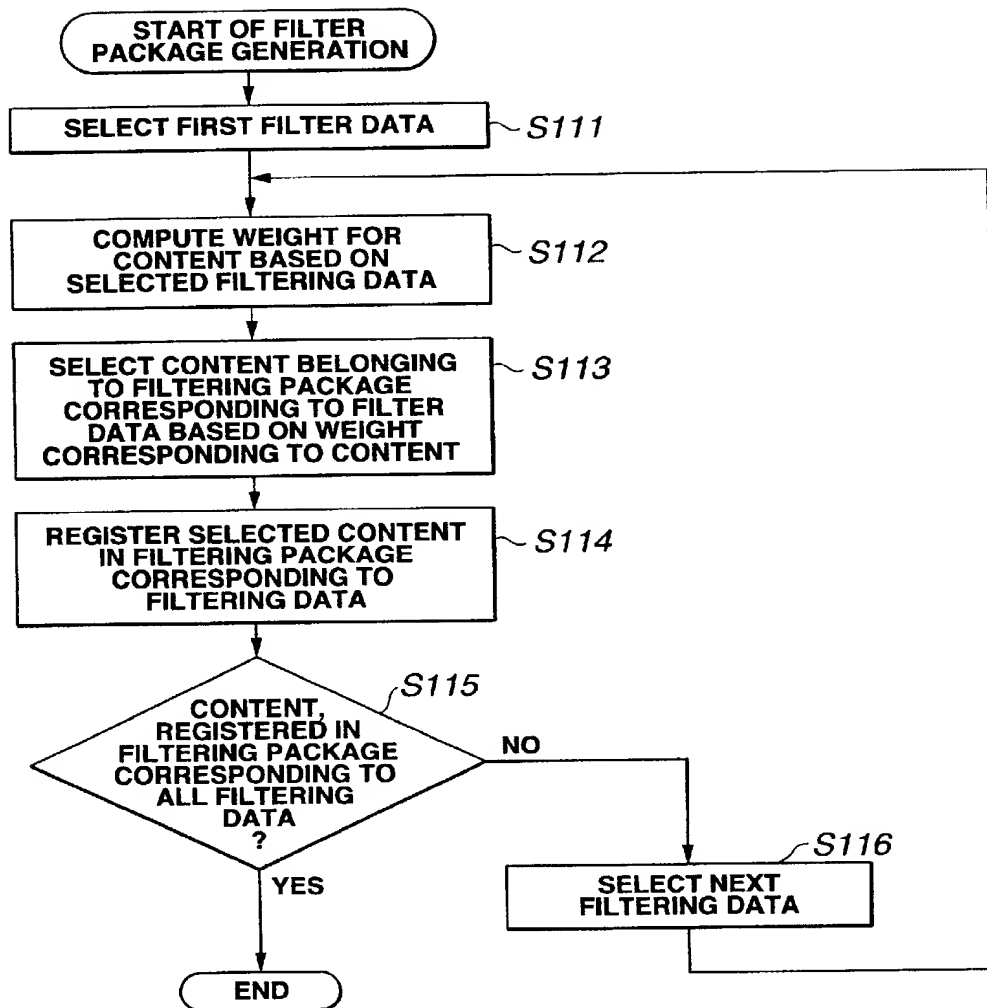 START OF FILTER
PACKAGE GENERATION
SELECT FIRST FILTER DATA
S111
COMPUTE WEIGHT FOR
CONTENT BASED ON
SELECTED FILTERING DATA
S112
SELECT CONTENT BELONGING
TO FILTERING PACKAGE
CORRESPONDING TO FILTER
DATA BASED ON WEIGHT
CORRESPONDING TO CONTENT
S113
REGISTER SELECTED CONTENT
IN FILTERING PACKAGE
CORRESPONDING TO
FILTERING DATA
S114
S115
CONTENT,
REGISTERED IN
FILTERING PACKAGE
CORRESPONDING TO
ALL FILTERING
DATA
?
NO
YES
S116
SELECT NEXT
FILTERING DATA
END